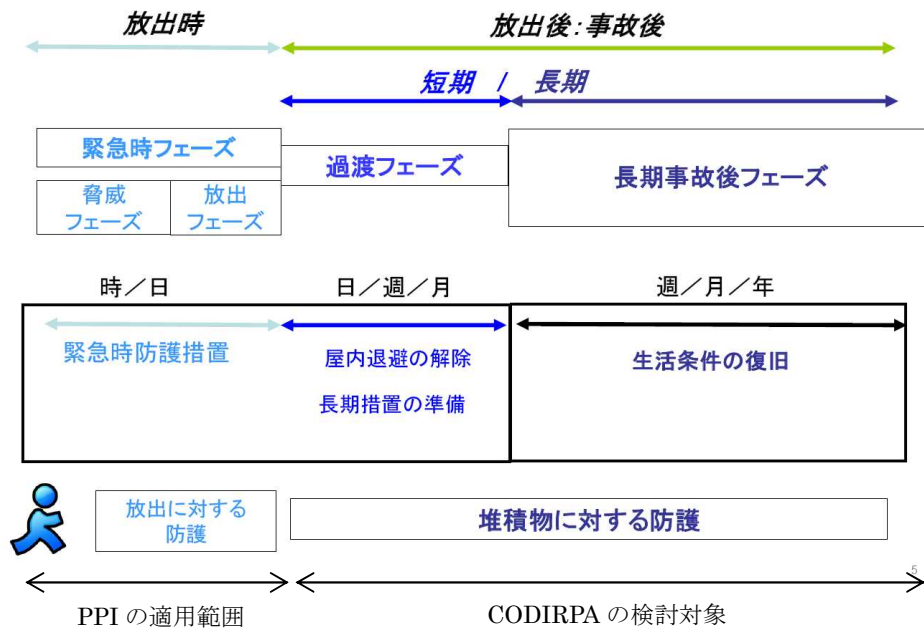 放出時
放出後：事故後
短期 / 長期
緊急時フェーズ
過渡フェーズ
長期事故後フェーズ
脅威
フェーズ
放出
フェーズ
時／日
日／週／月
週／月／年
緊急時防護措置
屋内退避の解除
長期措置の準備
生活条件の復旧
放出に対する
防護
堆積物に対する防護
5
PPI の適用範囲
CODIRPA の検討対象